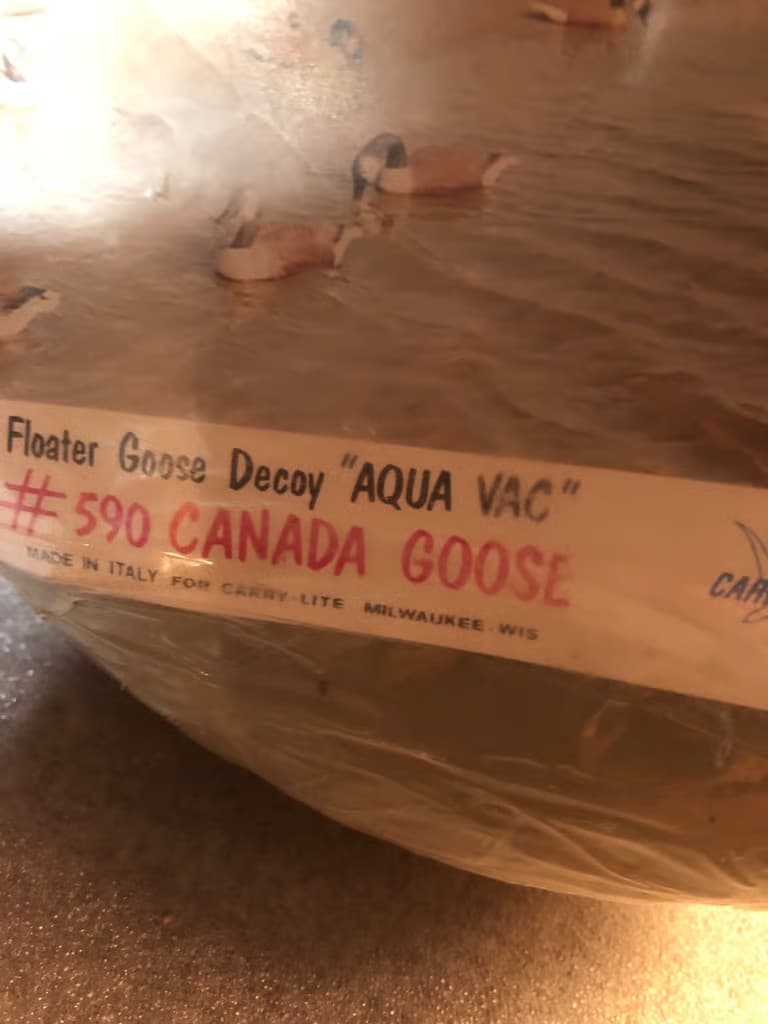 Floater Goose Decoy "AQUA VAC"
#590 CANADA GOOSE
MADE IN ITALY FOR CARRY-LITE MILWAUKEE-WIS